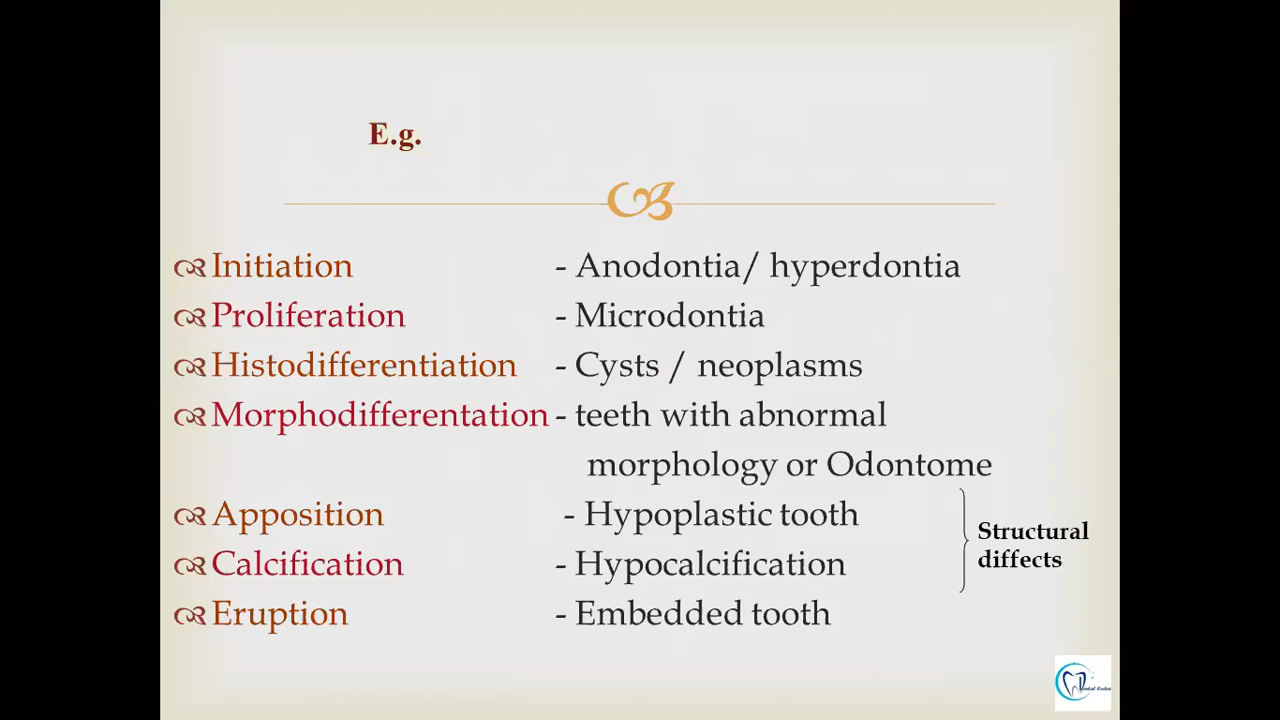 E.g.
Initiation - Anodontia/ hyperdontia
Proliferation - Microdontia
Histodifferentiation - Cysts / neoplasms
Morphodifferentation - teeth with abnormal
morphology or Odontome
Apposition - Hypoplastic tooth
Calcification - Hypocalcification
Structural
diffects
Eruption - Embedded tooth